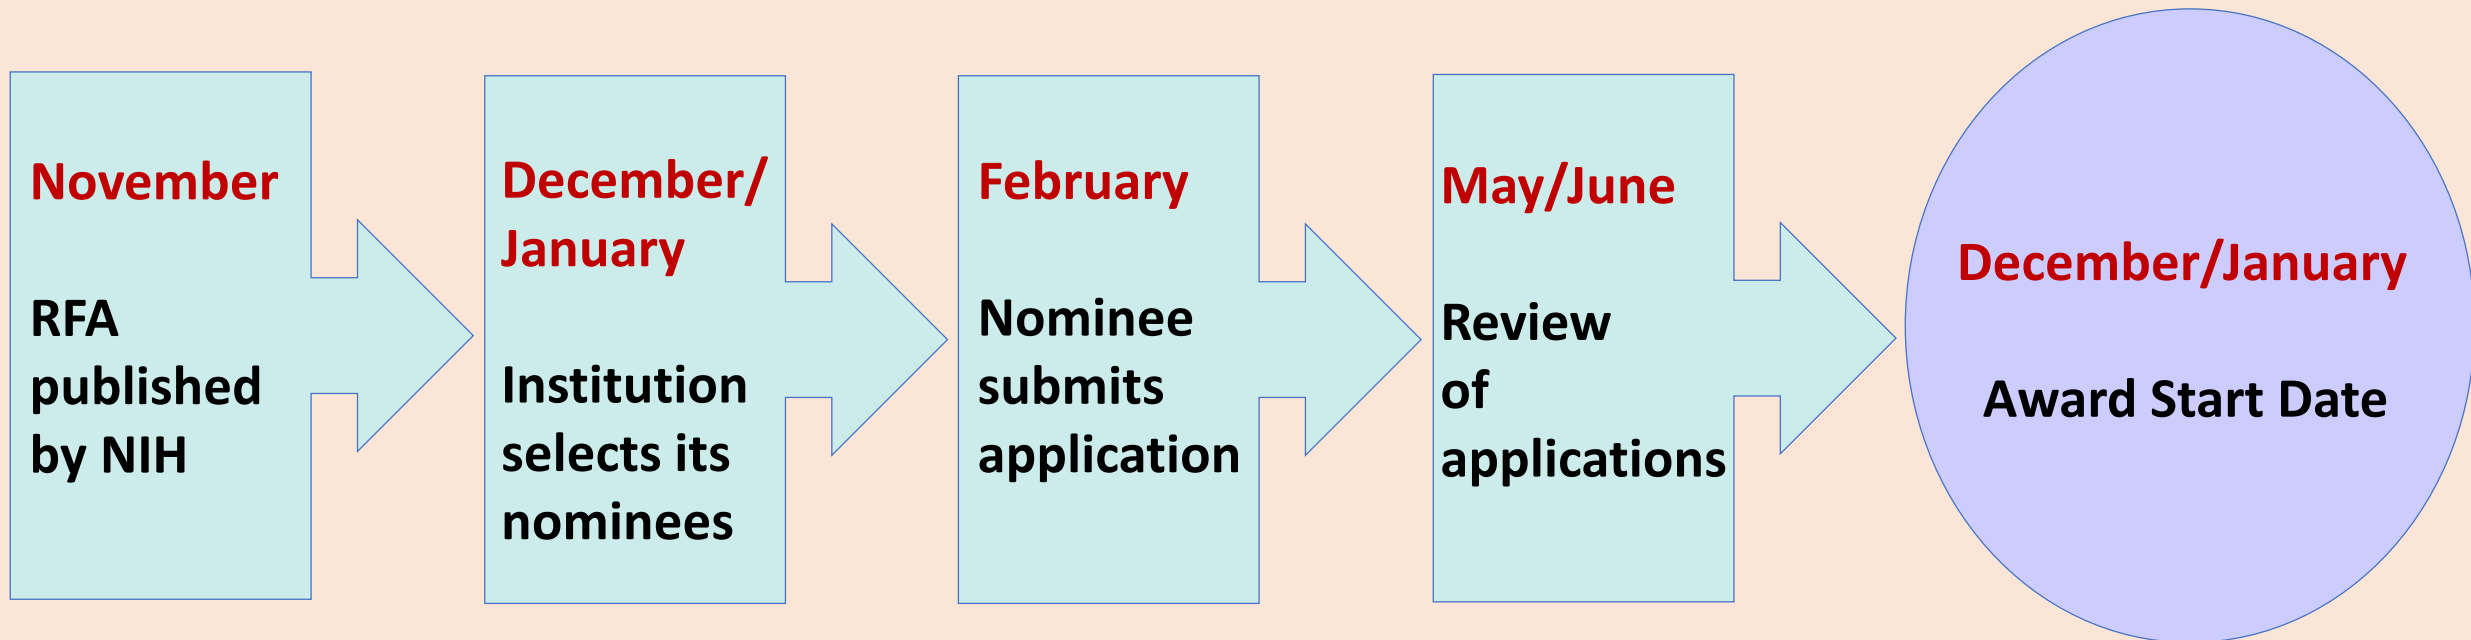 November
RFA
published
by NIH
December/
January
Institution
selects its
nominees
February
Nominee
submits
application
May/June
Review
of
applications
December/January
Award Start Date